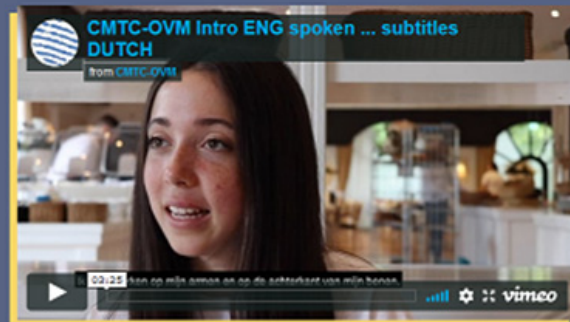 CMTC-OVM Intro ENG spoken ... subtitles
DUTCH
from CMTC-OVM
ken op mijn armen en op de achterkant van mijn benen.
03:25
vimeo